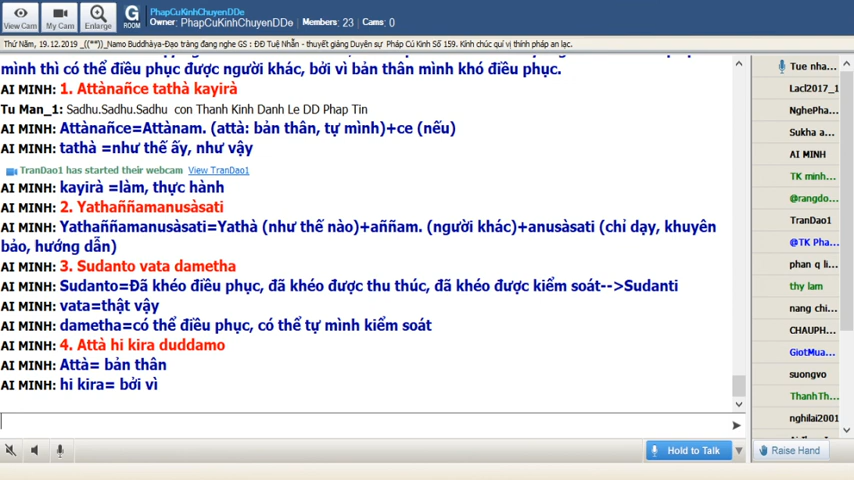 PhapCuKinhChuyenDDe
Owner: PhapCuKinhChuyenDDe Members: 23 Cams: 0
View Cam My Cam Enlarge G ROOM
Thứ Năm, 19.12.2019 _((**))_Namo Buddhàya-Đạo tràng đang nghe GS : ĐĐ Tuệ Nhẫn - thuyết giảng Duyên sự Pháp Cú Kinh Số 159. Kính chúc quí vị thính pháp an lạc.
mình thì có thể điều phục được người khác, bởi vì bản thân mình khó điều phục.
AI MINH: 1. Attànañce tathà kayirà
Tu Man_1: Sadhu.Sadhu.Sadhu con Thanh Kinh Danh Le DD Phap Tin
AI MINH: Attànañce=Attànam. (attà: bản thân, tự mình)+ce (nếu)
AI MINH: tathà =như thế ấy, như vậy
TranDao1 has started their webcam View TranDao1
AI MINH: kayirà =làm, thực hành
AI MINH: 2. Yathaññamanusàsati
AI MINH: Yathaññamanusàsati=Yathà (như thế nào)+aññam. (người khác)+anusàsati (chỉ dạy, khuyên
bảo, hướng dẫn)
AI MINH: 3. Sudanto vata dametha
AI MINH: Sudanto=Đã khéo điều phục, đã khéo được thu thúc, đã khéo được kiểm soát-->Sudanti
AI MINH: vata=thật vậy
AI MINH: dametha=có thể điều phục, có thể tự mình kiểm soát
AI MINH: 4. Attà hi kira duddamo
AI MINH: Attà= bản thân
AI MINH: hi kira= bởi vì
Hold to Talk
Tue nha...
Lacl2017_1
NghePha...
Sukha a...
AI MINH
TK minh...
@rangdo...
TranDao1
@TK Pha...
phan q li...
thy lam
nang chi...
CHAUPH...
GiotMua...
suongvo
ThanhTh...
nghilai2001
Raise Hand